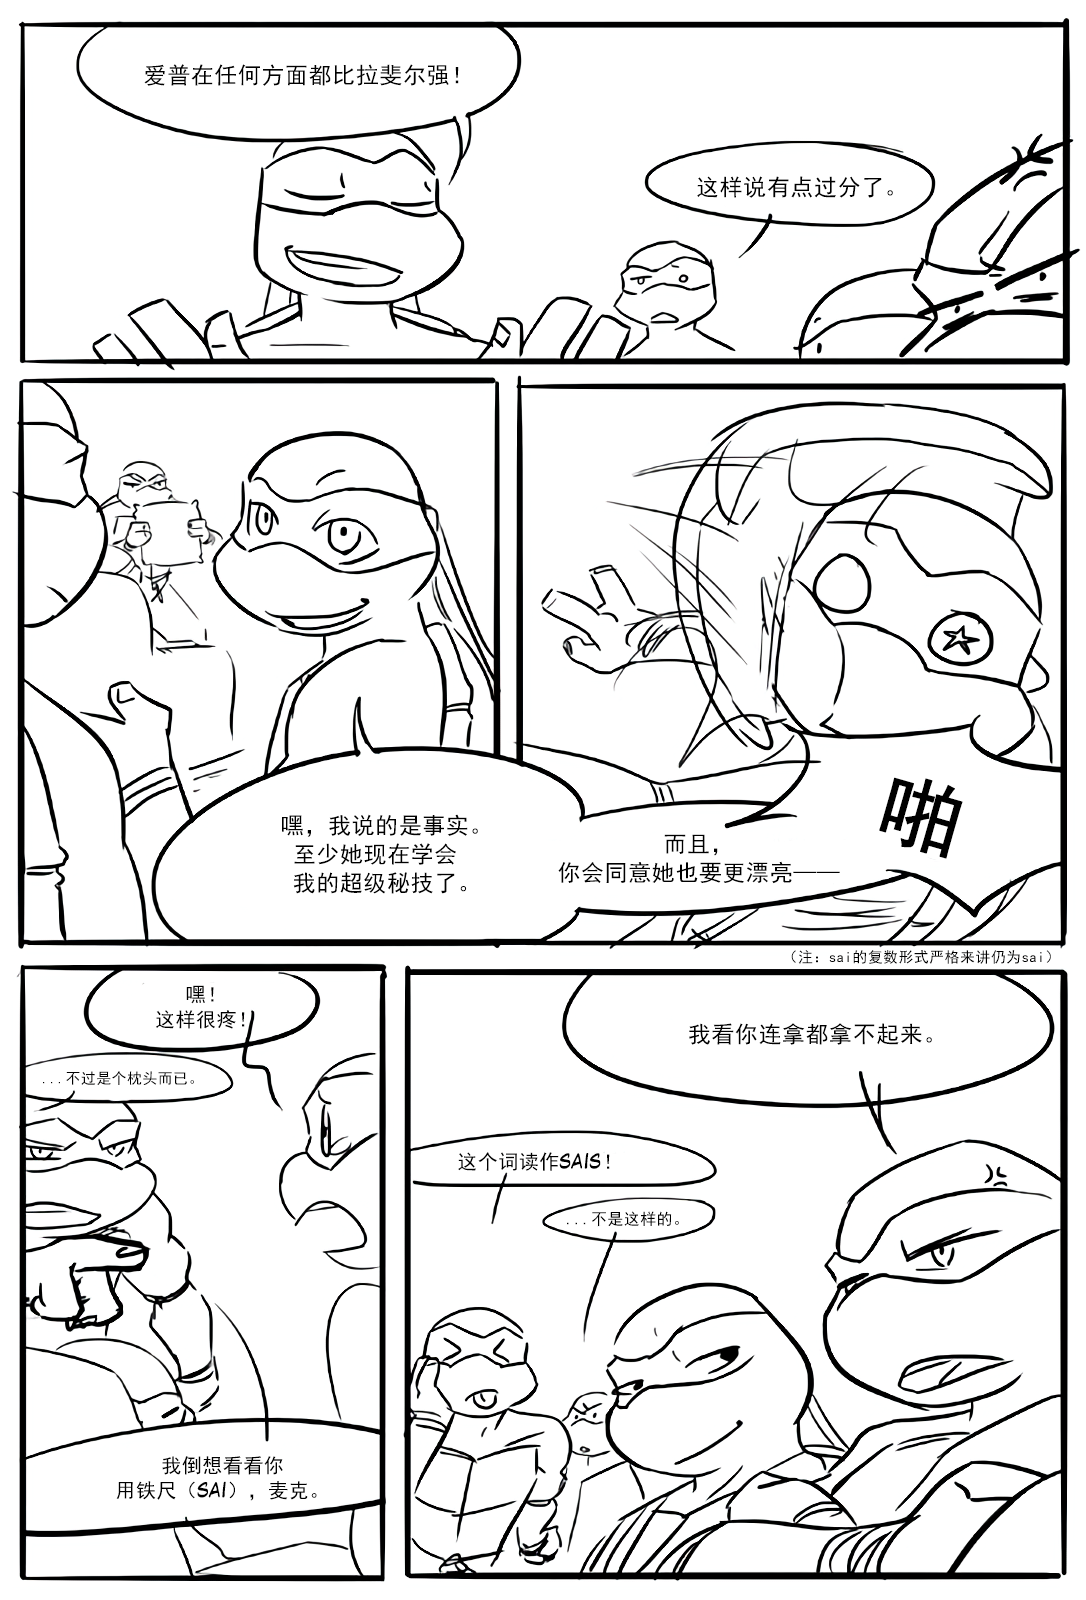 爱普在任何方面都比拉斐尔强！
这样说有点过分了。
嘿，我说的是事实。
至少她现在学会
我的超级秘技了。
而且，
你会同意她也要更漂亮——
啪
（注：sai的复数形式严格来讲仍为sai）
嘿！
这样很疼！
...不过是个枕头而已。
我倒想看看你
用铁尺（SAI），麦克。
我看你连拿都拿不起来。
这个词读作SAIS！
...不是这样的。